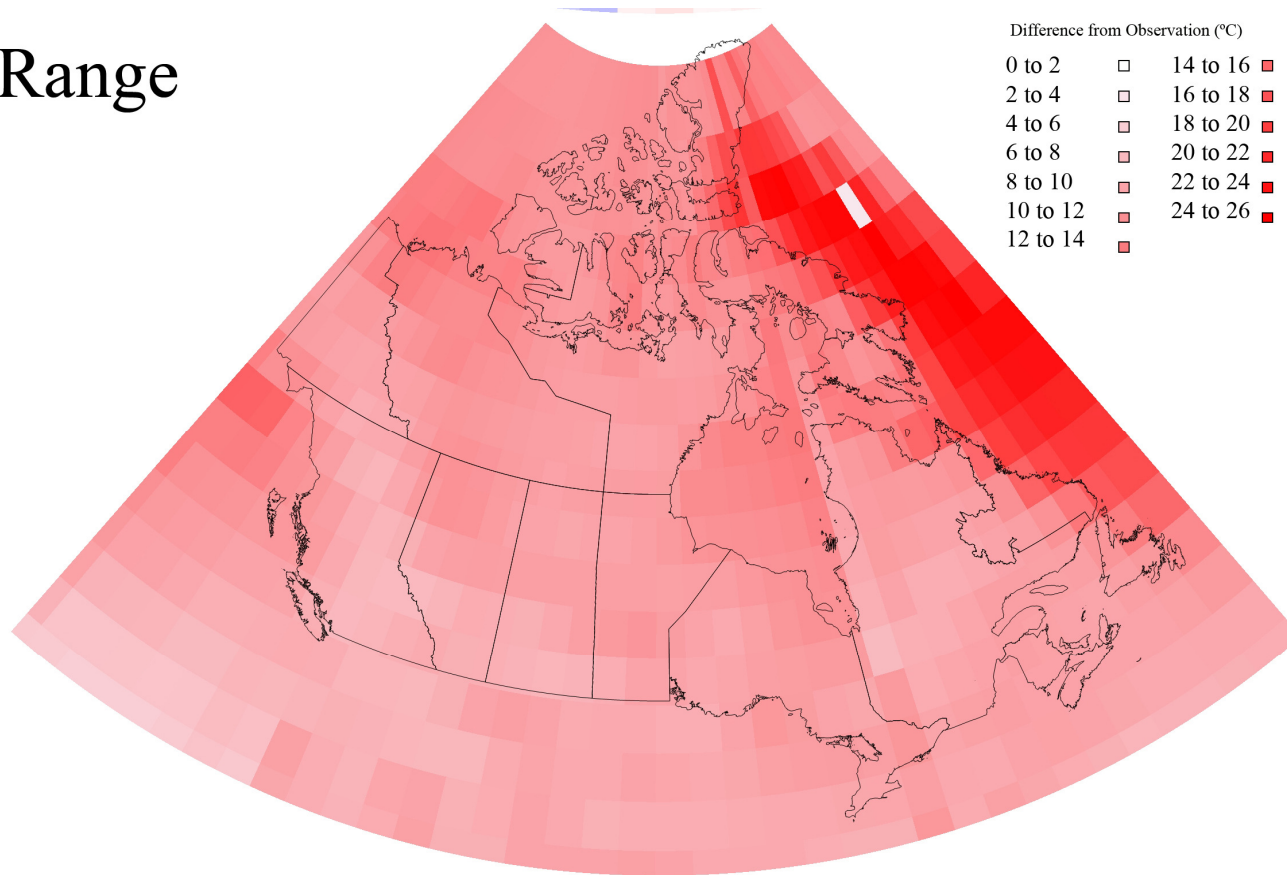 Range
Difference from Observation (ºC)
0 to 2
2 to 4
4 to 6
6 to 8
8 to 10
10 to 12
12 to 14
14 to 16
16 to 18
18 to 20
20 to 22
22 to 24
24 to 26